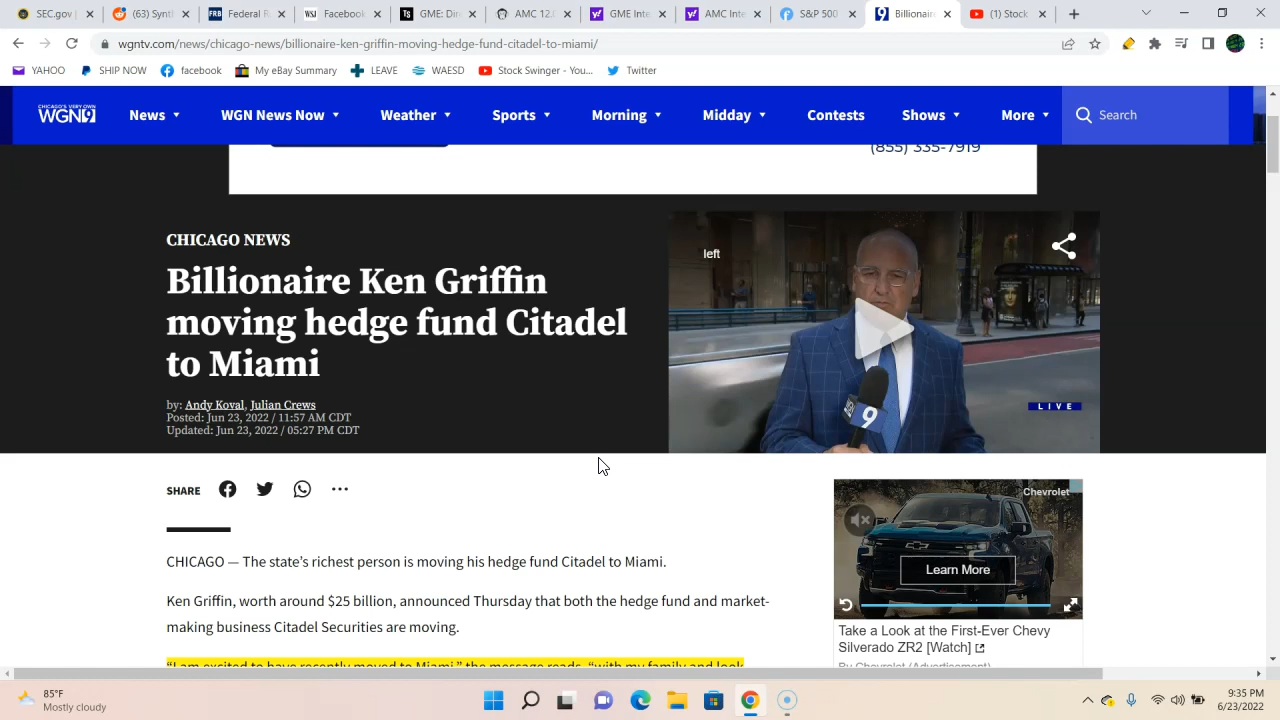 SEC.gov |
(63) Synt
Federal R
Facebook
GME: Dir
AMC 12.
GME Inte
AMC Inte
S&P 500
Billionaire
(1) Stock
wgntv.com/news/chicago-news/billionaire-ken-griffin-moving-hedge-fund-citadel-to-miami/
YAHOO
SHIP NOW
facebook
My eBay Summary
LEAVE
WAESD
Stock Swinger - You...
Twitter
CHICAGO'S VERY OWN
WGN9
News
WGN News Now
Weather
Sports
Morning
Midday
Contests
Shows
More
Search
(855) 335-7919
CHICAGO NEWS
Billionaire Ken Griffin
moving hedge fund Citadel
to Miami
by: Andy Koval, Julian Crews
Posted: Jun 23, 2022 / 11:57 AM CDT
Updated: Jun 23, 2022 / 05:27 PM CDT
left
9
LIVE
SHARE
CHICAGO — The state's richest person is moving his hedge fund Citadel to Miami.
Ken Griffin, worth around $25 billion, announced Thursday that both the hedge fund and market-
making business Citadel Securities are moving.
“I am excited to have recently moved to Miami,” the message reads, “with my family and look
Chevrolet
Learn More
Take a Look at the First-Ever Chevy
Silverado ZR2 [Watch]
By Chevrolet (Advertisement)
85°F
Mostly cloudy
9:35 PM
6/23/2022